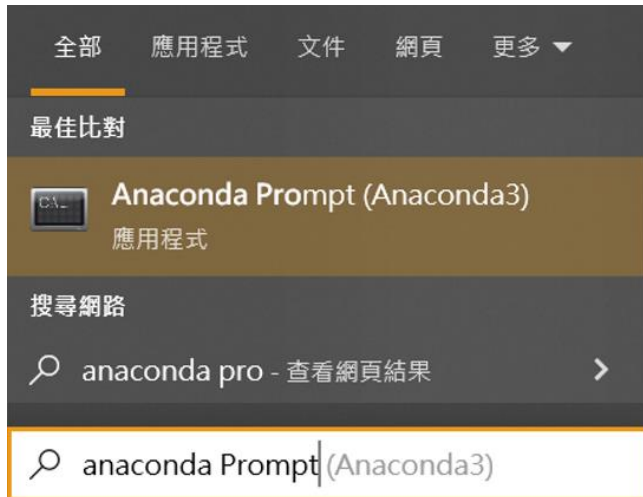 全部 應用程式 文件 網頁 更多
最佳比對
Anaconda Prompt (Anaconda3)
應用程式
搜尋網路
anaconda pro - 查看網頁結果
anaconda Prompt (Anaconda3)